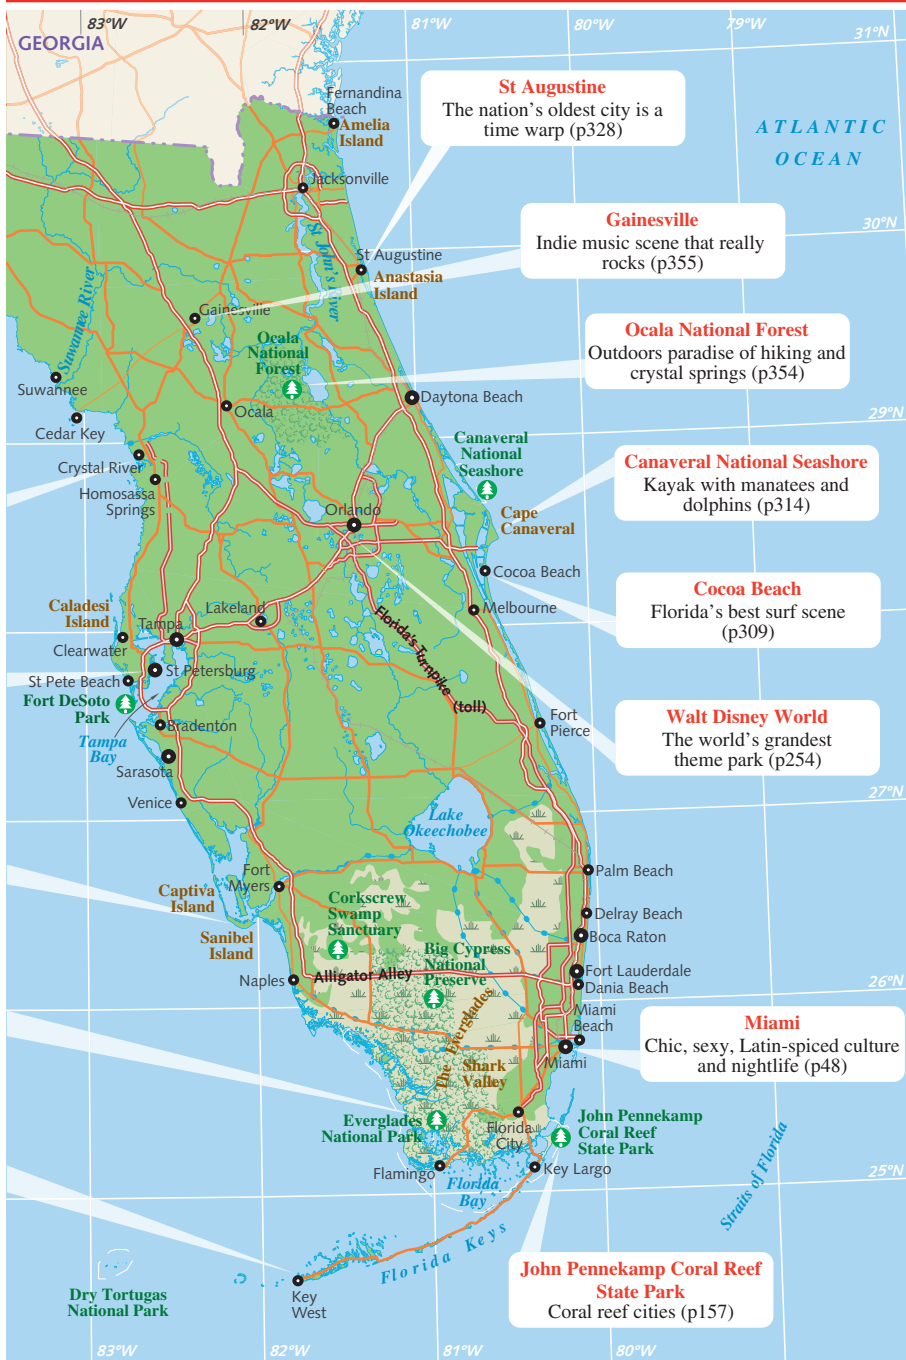 83°W
82°W
81°W
80°W
79°W
31°N
GEORGIA
Fernandina
Beach
Amelia
Island
St Augustine
The nation's oldest city is a
time warp (p328)
ATLANTIC
OCEAN
Jacksonville
30°N
Gainesville
Indie music scene that really
rocks (p355)
St John's River
St Augustine
Anastasia
Island
Suwannee River
Gainesville
Ocala
National
Forest
Ocala National Forest
Outdoors paradise of hiking and
crystal springs (p354)
Suwannee
Ocala
Daytona Beach
29°N
Cedar Key
Canaveral
National
Seashore
Crystal River
Homosassa
Springs
Canaveral National Seashore
Kayak with manatees and
dolphins (p314)
Orlando
Cape
Canaveral
28°N
Cocoa Beach
Cocoa Beach
Florida's best surf scene
(p309)
Caladesi
Island
Lakeland
Melbourne
Tampa
Clearwater
Florida's Turnpike
(toll)
St Petersburg
St Pete Beach
Fort DeSoto
Park
Bradenton
Tampa
Bay
Fort
Pierce
Walt Disney World
The world's grandest
theme park (p254)
Sarasota
Venice
27°N
Lake
Okeechobee
Fort
Myers
Palm Beach
Captiva
Island
Corkscrew
Swamp
Sanctuary
Delray Beach
Sanibel
Island
Boca Raton
Big Cypress
National
Preserve
Naples
Alligator Alley
Fort Lauderdale
Dania Beach
26°N
Miami
Beach
The Everglades
Miami
Chic, sexy, Latin-spiced culture
and nightlife (p48)
Shark
Valley
Miami
Everglades
National Park
Florida
City
John Pennekamp
Coral Reef
State Park
Flamingo
Key Largo
Florida
Bay
25°N
Straits of Florida
Florida Keys
John Pennekamp Coral Reef
State Park
Coral reef cities (p157)
Dry Tortugas
National Park
Key
West
83°W
82°W
81°W
80°W